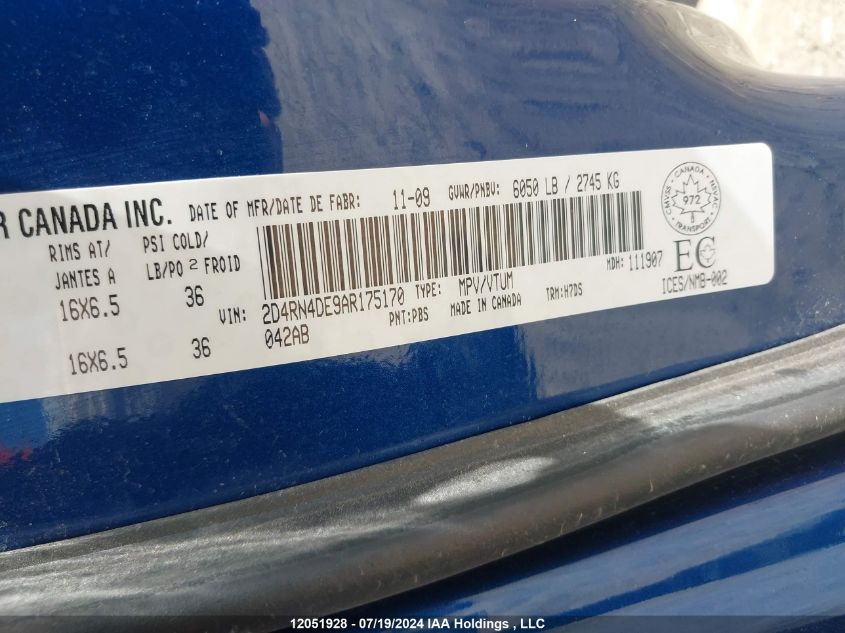 R CANADA INC. DATE OF MFR/DATE DE FABR: 11-09 GVWR/PNBV: 6050 LB / 2745 KG
RIMS AT/ PSI COLD/
JANTES A LB/PO 2 FROID
16X6.5 36
VIN: 2D4RN4DE9AR175170 TYPE: MPV/VTUM MDH: 111907
16X6.5 36 042AB PNT:PBS MADE IN CANADA TRM:H7DS
CANADA
CMVSS NSVAC
972
TRANSPORT
EC
ICES/NMB-002
12051928 - 07/19/2024 IAA Holdings , LLC